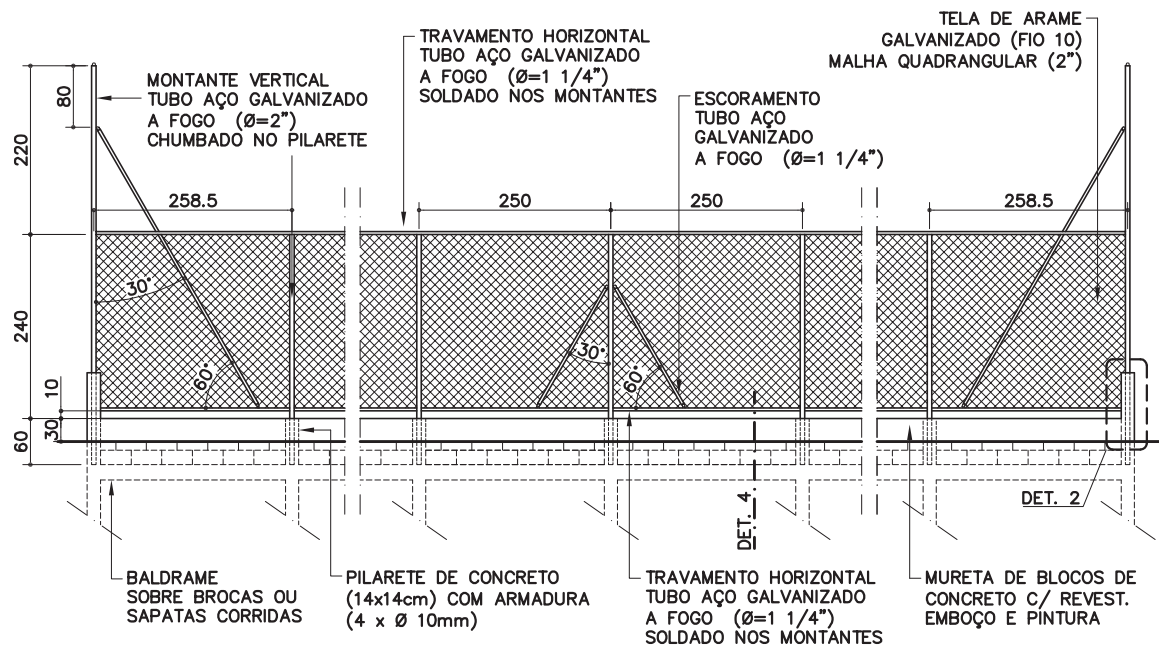 TELA DE ARAME
GALVANIZADO (FIO 10)
MALHA QUADRANGULAR (2")
TRAVAMENTO HORIZONTAL
TUBO AÇO GALVANIZADO
A FOGO (Ø=1 1/4")
SOLDADO NOS MONTANTES
MONTANTE VERTICAL
TUBO AÇO GALVANIZADO
A FOGO (Ø=2")
CHUMBADO NO PILARETE
ESCORAMENTO
TUBO AÇO
GALVANIZADO
A FOGO (Ø=1 1/4")
80
220
240
10
30
60
258.5
250
250
258.5
30°
60°
30°
60°
DET. 4
DET. 2
BALDRAME
SOBRE BROCAS OU
SAPATAS CORRIDAS
PILARETE DE CONCRETO
(14x14cm) COM ARMADURA
(4 x Ø 10mm)
TRAVAMENTO HORIZONTAL
TUBO AÇO GALVANIZADO
A FOGO (Ø=1 1/4")
SOLDADO NOS MONTANTES
MURETA DE BLOCOS DE
CONCRETO C/ REVEST.
EMBOÇO E PINTURA